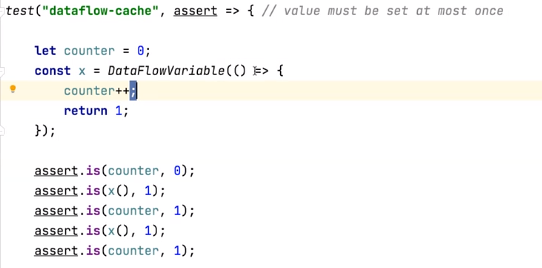 test("dataflow-cache", assert => { // value must be set at most once
let counter = 0;
const x = DataFlowVariable(() => {
counter++;
return 1;
});
assert.is(counter, 0);
assert.is(x(), 1);
assert.is(counter, 1);
assert.is(x(), 1);
assert.is(counter, 1);